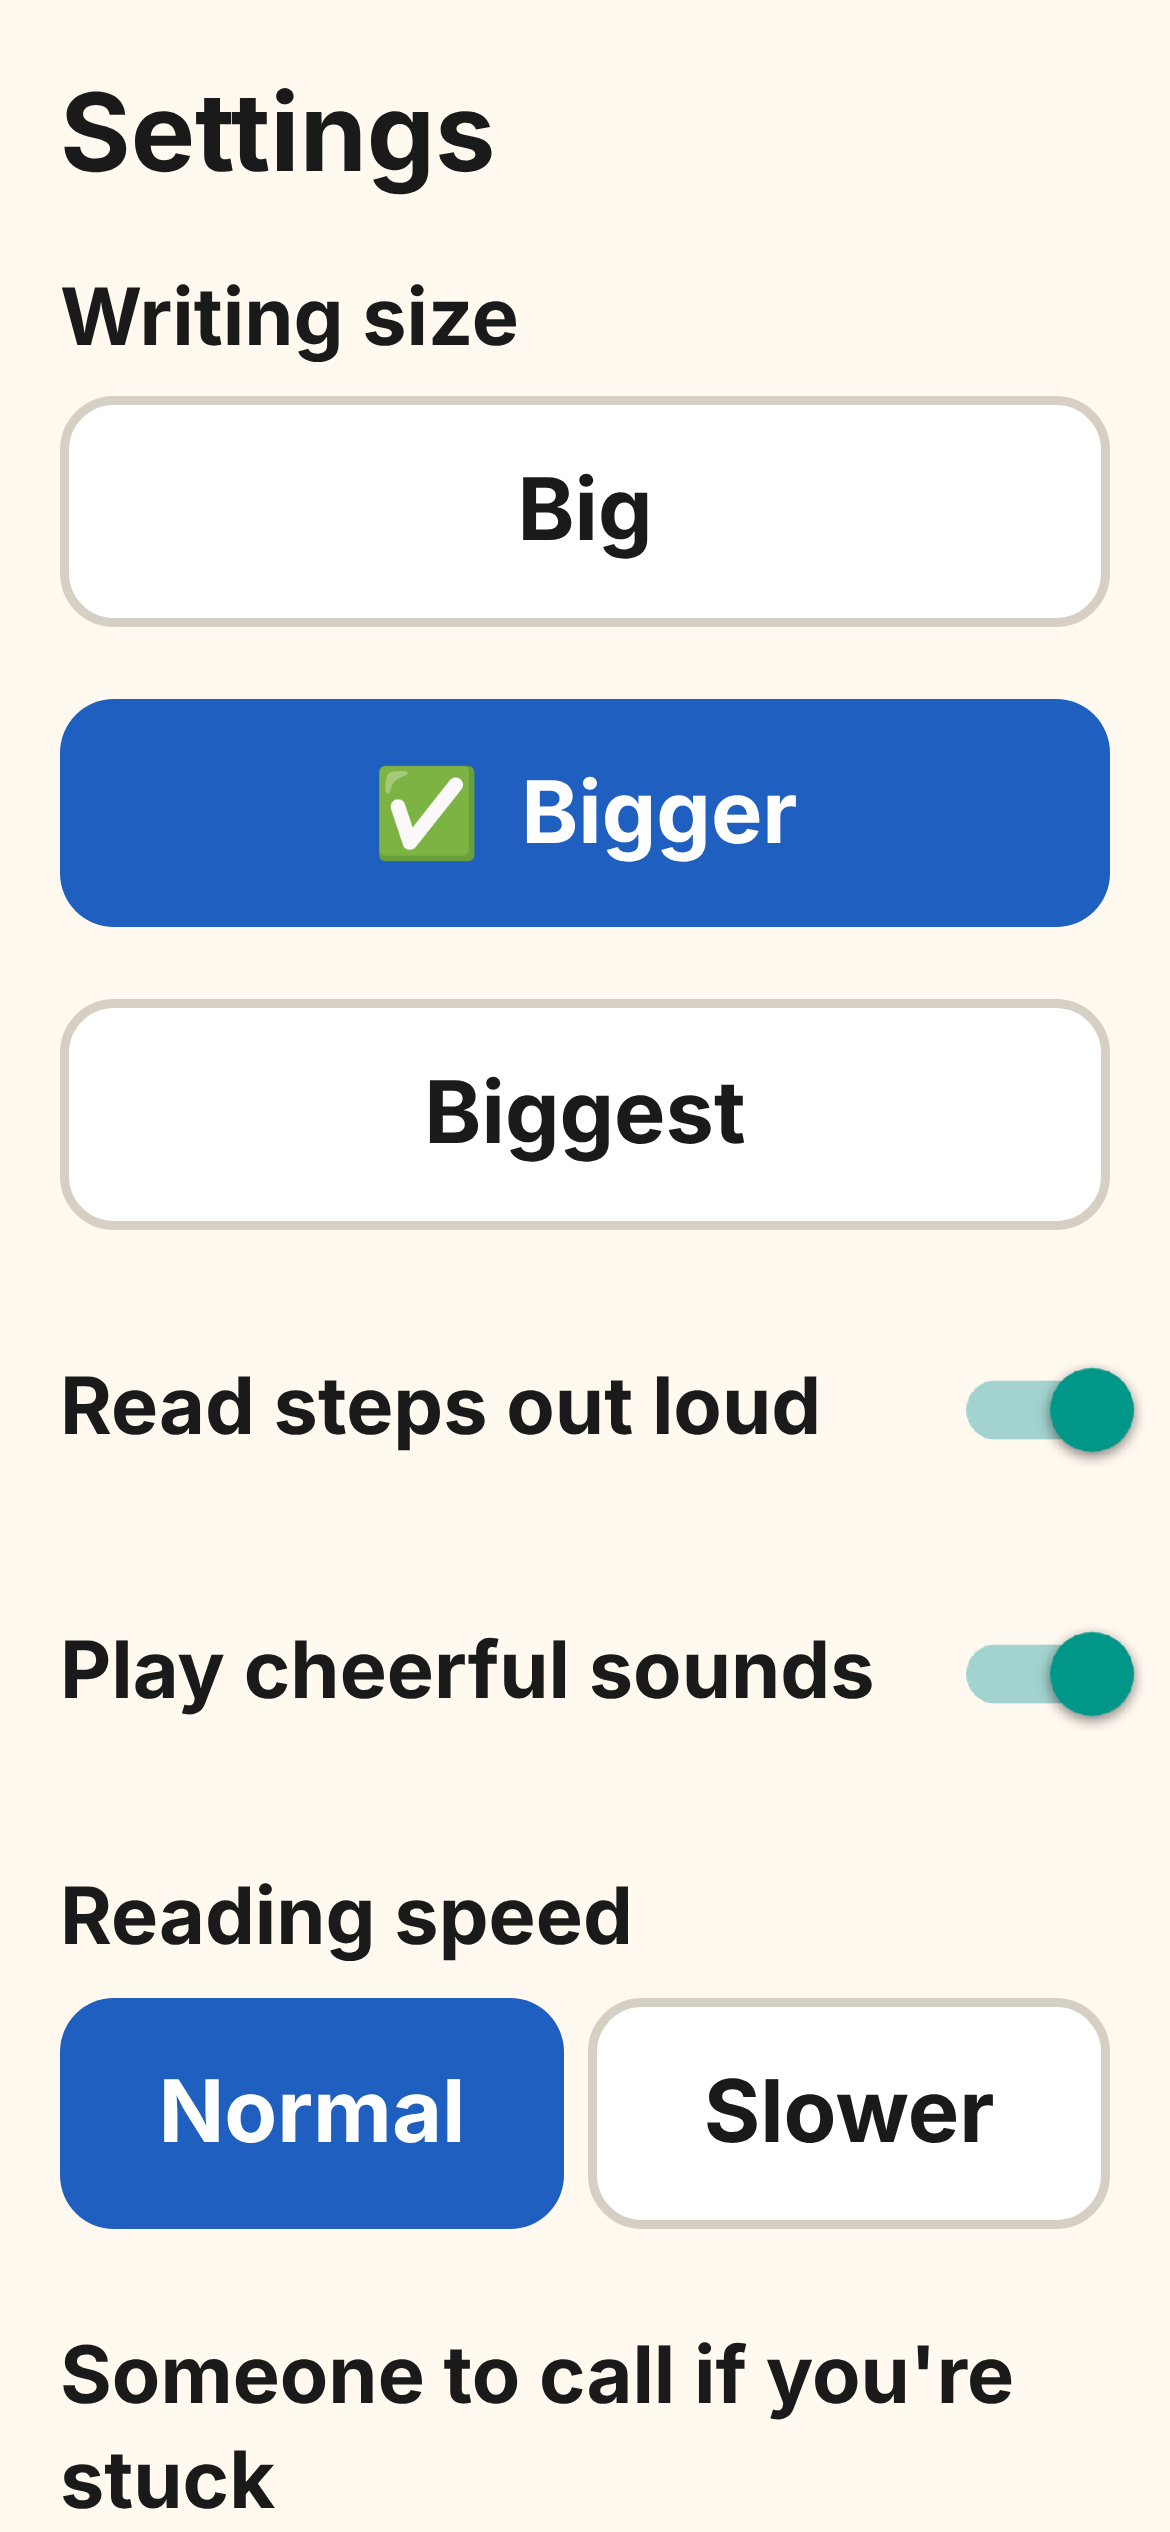 Settings
Writing size
Big
✅ Bigger
Biggest
Read steps out loud
Play cheerful sounds
Reading speed
Normal
Slower
Someone to call if you're
stuck